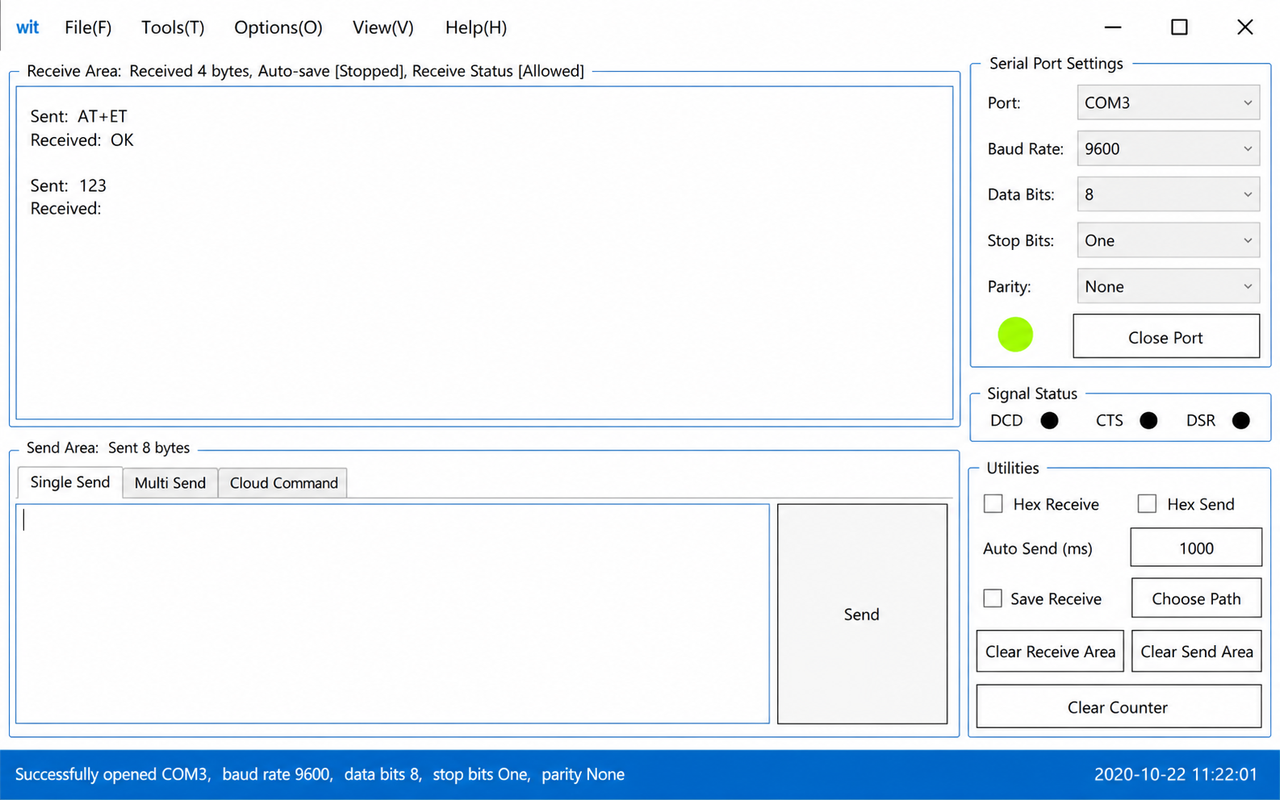 wit File(F) Tools(T) Options(O) View(V) Help(H)
Receive Area: Received 4 bytes, Auto-save [Stopped], Receive Status [Allowed]
Sent: AT+ET
Received: OK
Sent: 123
Received:
Serial Port Settings
Port: COM3
Baud Rate: 9600
Data Bits: 8
Stop Bits: One
Parity: None
Close Port
Signal Status
DCD CTS DSR
Send Area: Sent 8 bytes
Single Send Multi Send Cloud Command
Send
Utilities
Hex Receive Hex Send
Auto Send (ms) 1000
Save Receive Choose Path
Clear Receive Area Clear Send Area
Clear Counter
Successfully opened COM3, baud rate 9600, data bits 8, stop bits One, parity None 2020-10-22 11:22:01